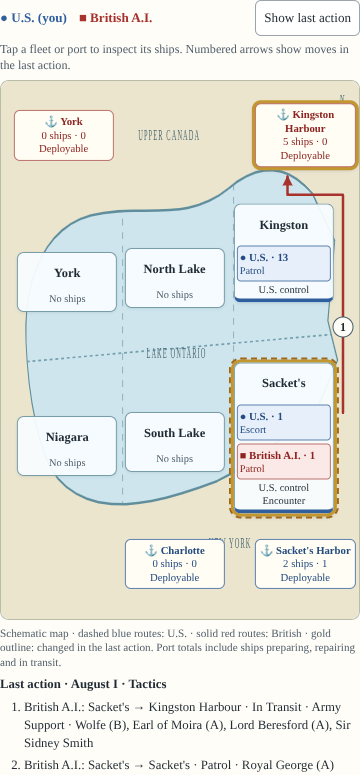 ● U.S. (you) ■ British A.I.
Show last action
Tap a fleet or port to inspect its ships. Numbered arrows show moves in
the last action.
N
⚓ York
0 ships · 0
Deployable
UPPER CANADA
⚓ Kingston
Harbour
5 ships · 0
Deployable
Kingston
● U.S. · 13
Patrol
U.S. control
York
No ships
North Lake
No ships
1
LAKE ONTARIO
Sacket's
● U.S. · 1
Escort
■ British A.I. · 1
Patrol
U.S. control
Encounter
Niagara
No ships
South Lake
No ships
YORK
⚓ Charlotte
0 ships · 0
Deployable
⚓ Sacket's Harbor
2 ships · 1
Deployable
Schematic map · dashed blue routes: U.S. · solid red routes: British · gold
outline: changed in the last action. Port totals include ships preparing, repairing
and in transit.
Last action · August I · Tactics
1. British A.I.: Sacket's → Kingston Harbour · In Transit · Army
Support · Wolfe (B), Earl of Moira (A), Lord Beresford (A), Sir
Sidney Smith
2. British A.I.: Sacket's → Sacket's · Patrol · Royal George (A)